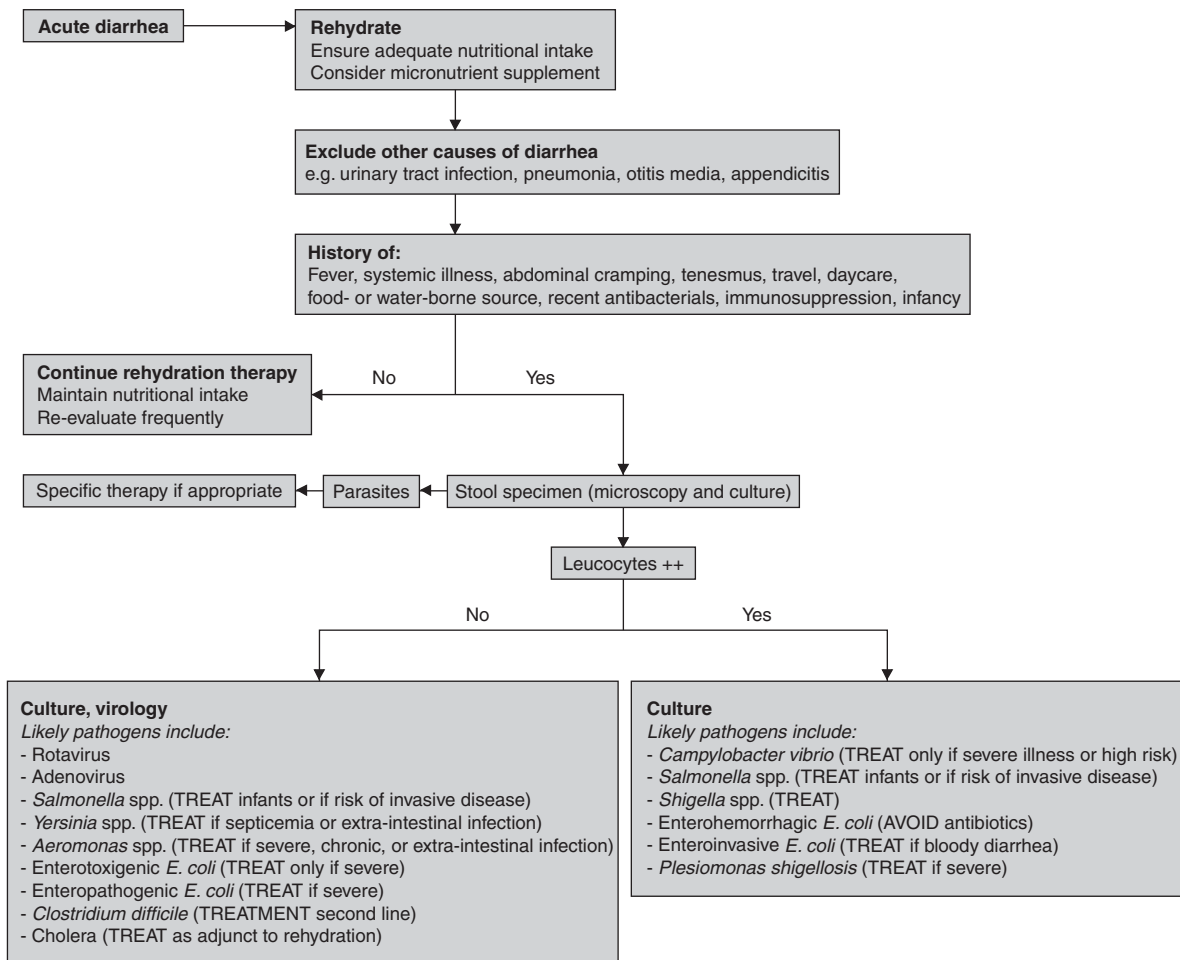 Acute diarrhea
Rehydrate
Ensure adequate nutritional intake
Consider micronutrient supplement
Exclude other causes of diarrhea
e.g. urinary tract infection, pneumonia, otitis media, appendicitis
History of:
Fever, systemic illness, abdominal cramping, tenesmus, travel, daycare,
food- or water-borne source, recent antibacterials, immunosuppression, infancy
Continue rehydration therapy
Maintain nutritional intake
Re-evaluate frequently
No
Yes
Specific therapy if appropriate
Parasites
Stool specimen (microscopy and culture)
Leucocytes ++
No
Yes
Culture, virology
Likely pathogens include:
- Rotavirus
- Adenovirus
- Salmonella spp. (TREAT infants or if risk of invasive disease)
- Yersinia spp. (TREAT if septicemia or extra-intestinal infection)
- Aeromonas spp. (TREAT if severe, chronic, or extra-intestinal infection)
- Enterotoxigenic E. coli (TREAT only if severe)
- Enteropathogenic E. coli (TREAT if severe)
- Clostridium difficile (TREATMENT second line)
- Cholera (TREAT as adjunct to rehydration)
Culture
Likely pathogens include:
- Campylobacter vibrio (TREAT only if severe illness or high risk)
- Salmonella spp. (TREAT infants or if risk of invasive disease)
- Shigella spp. (TREAT)
- Enterohemorrhagic E. coli (AVOID antibiotics)
- Enteroinvasive E. coli (TREAT if bloody diarrhea)
- Plesiomonas shigellosis (TREAT if severe)